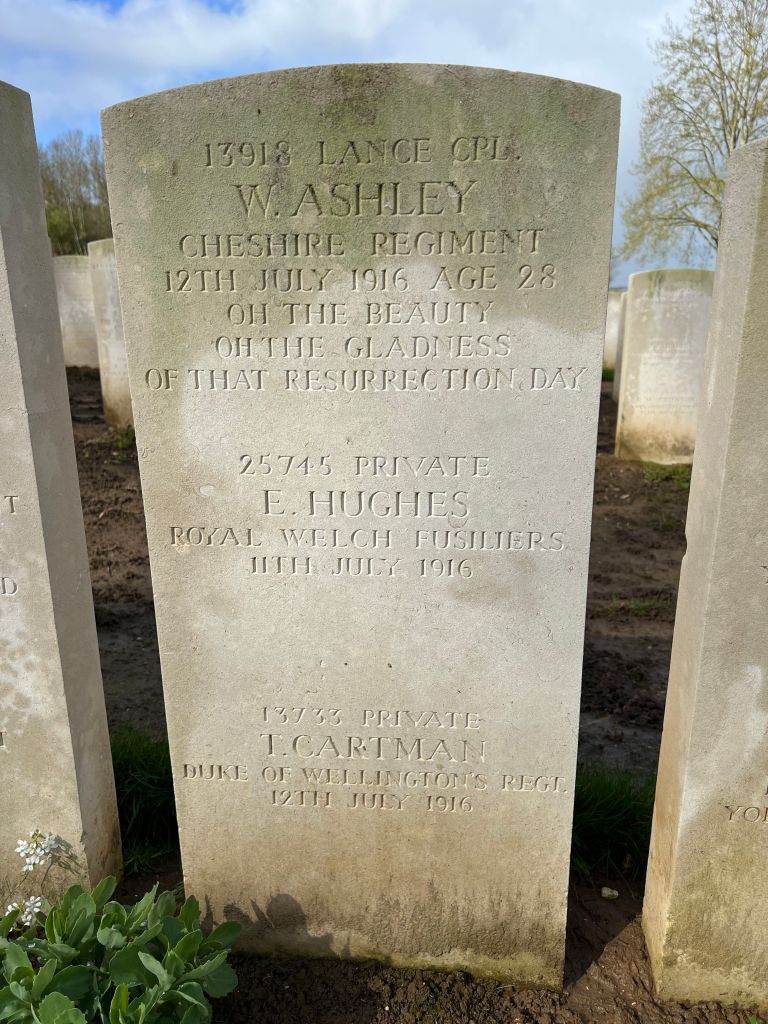 13918 LANCE CPL.
W. ASHLEY
CHESHIRE REGIMENT
12TH JULY 1916 AGE 28
OH THE BEAUTY
OH THE GLADNESS
OF THAT RESURRECTION DAY
25745 PRIVATE
E. HUGHES
ROYAL WELCH FUSILIERS
11TH JULY 1916
13733 PRIVATE
T. CARTMAN
DUKE OF WELLINGTON'S REGT.
12TH JULY 1916